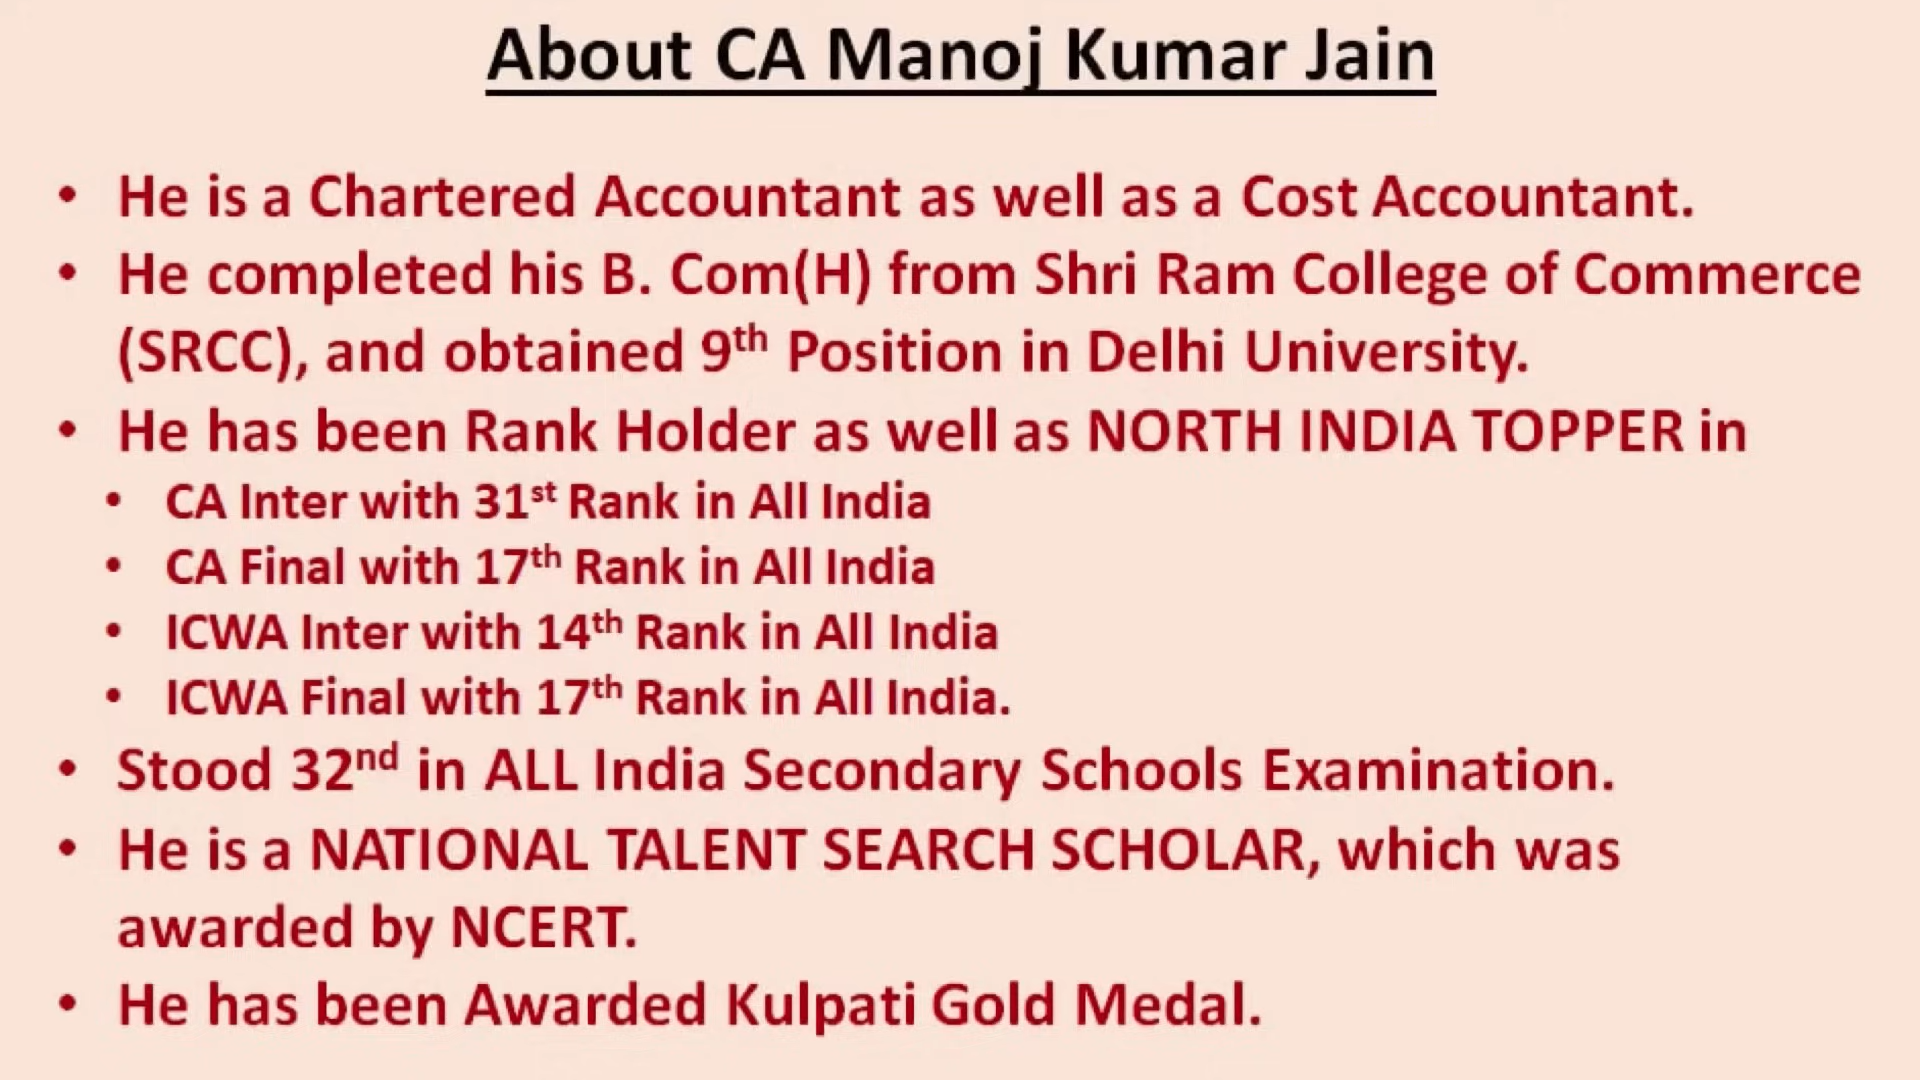 About CA Manoj Kumar Jain
• He is a Chartered Accountant as well as a Cost Accountant.
• He completed his B. Com(H) from Shri Ram College of Commerce
(SRCC), and obtained 9th Position in Delhi University.
• He has been Rank Holder as well as NORTH INDIA TOPPER in
• CA Inter with 31st Rank in All India
• CA Final with 17th Rank in All India
• ICWA Inter with 14th Rank in All India
• ICWA Final with 17th Rank in All India.
• Stood 32nd in ALL India Secondary Schools Examination.
• He is a NATIONAL TALENT SEARCH SCHOLAR, which was
awarded by NCERT.
• He has been Awarded Kulpati Gold Medal.